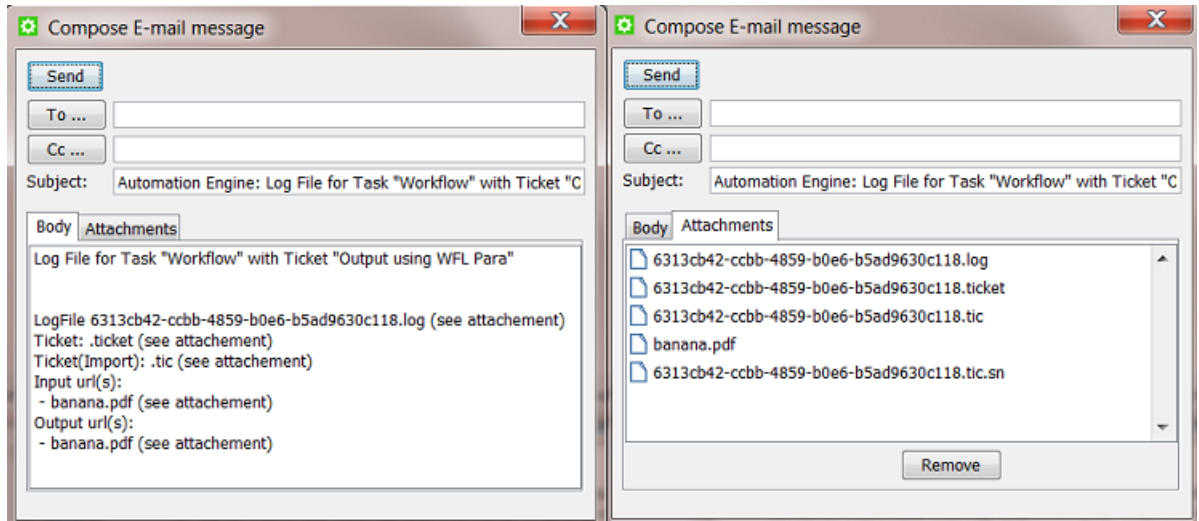 Compose E-mail message
Send
To ...
Cc ...
Subject: Automation Engine: Log File for Task "Workflow" with Ticket "C
Body Attachments
Log File for Task "Workflow" with Ticket "Output using WFL Para"
LogFile 6313cb42-ccbb-4859-b0e6-b5ad9630c118.log (see attachement)
Ticket: .ticket (see attachement)
Ticket(Import): .tic (see attachement)
Input url(s):
- banana.pdf (see attachement)
Output url(s):
- banana.pdf (see attachement)
Compose E-mail message
Send
To ...
Cc ...
Subject: Automation Engine: Log File for Task "Workflow" with Ticket "C
Body Attachments
6313cb42-ccbb-4859-b0e6-b5ad9630c118.log
6313cb42-ccbb-4859-b0e6-b5ad9630c118.ticket
6313cb42-ccbb-4859-b0e6-b5ad9630c118.tic
banana.pdf
6313cb42-ccbb-4859-b0e6-b5ad9630c118.tic.sn
Remove